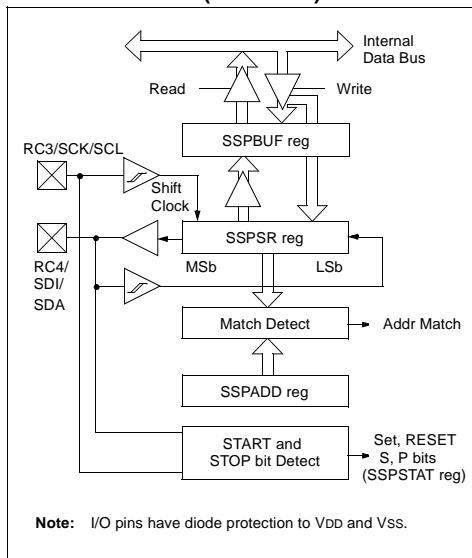 Internal
Data Bus
Read
Write
SSPBUF reg
RC3/SCK/SCL
Shift
Clock
SSPSR reg
MSb
LSb
RC4/
SDI/
SDA
Match Detect
Addr Match
SSPADD reg
START and
STOP bit Detect
Set, RESET
S, P bits
(SSPSTAT reg)
Note: I/O pins have diode protection to VDD and VSS.